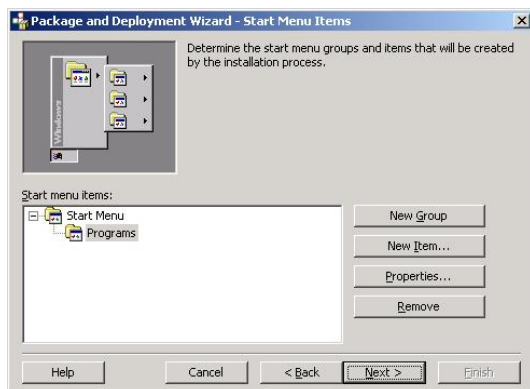 Package and Deployment Wizard - Start Menu Items
Determine the start menu groups and items that will be created
by the installation process.
Windows
Start menu items:
Start Menu
Programs
New Group
New Item...
Properties...
Remove
Help
Cancel
< Back
Next >
Finish